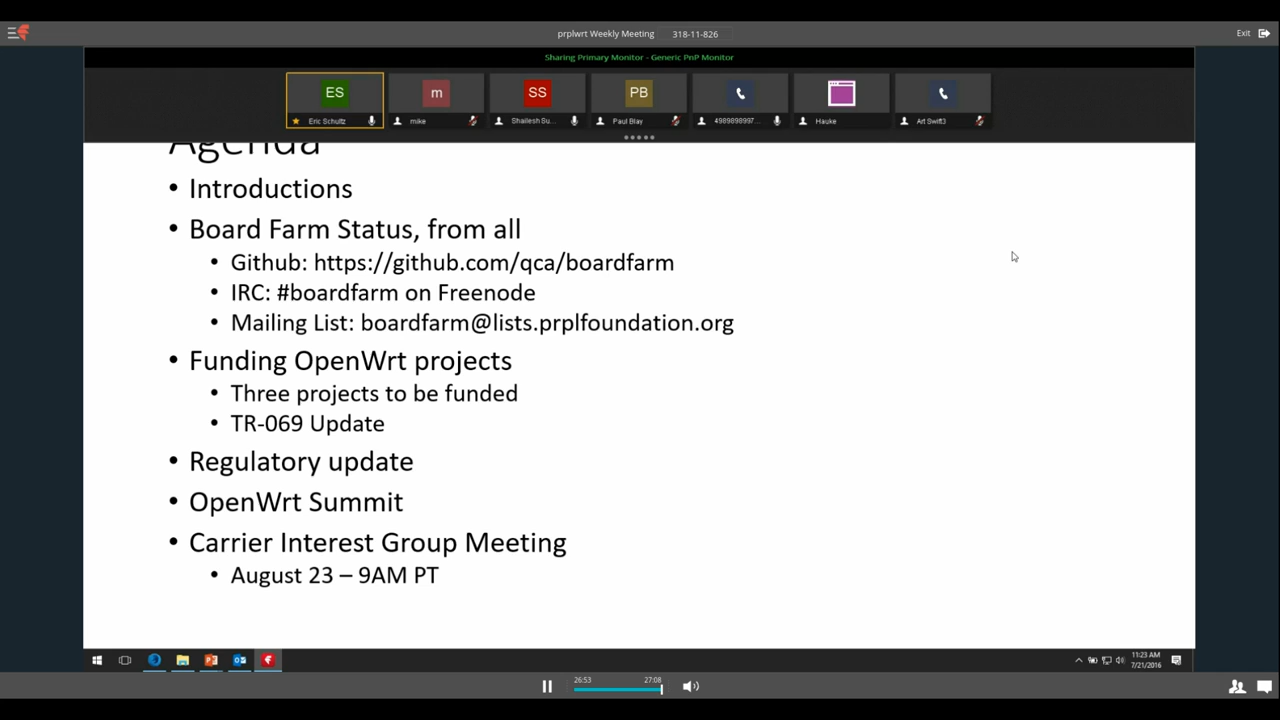 prplwrt Weekly Meeting 318-11-826
Exit
Sharing Primary Monitor - Generic PnP Monitor
ES m SS PB
Eric Schultz mike Shailesh Su... Paul Blay 4989898997... Hauke Art Swift3
Agenda
• Introductions
• Board Farm Status, from all
• Github: https://github.com/qca/boardfarm
• IRC: #boardfarm on Freenode
• Mailing List: boardfarm@lists.prplfoundation.org
• Funding OpenWrt projects
• Three projects to be funded
• TR-069 Update
• Regulatory update
• OpenWrt Summit
• Carrier Interest Group Meeting
• August 23 – 9AM PT
11:23 AM
7/21/2016
26:53 27:08